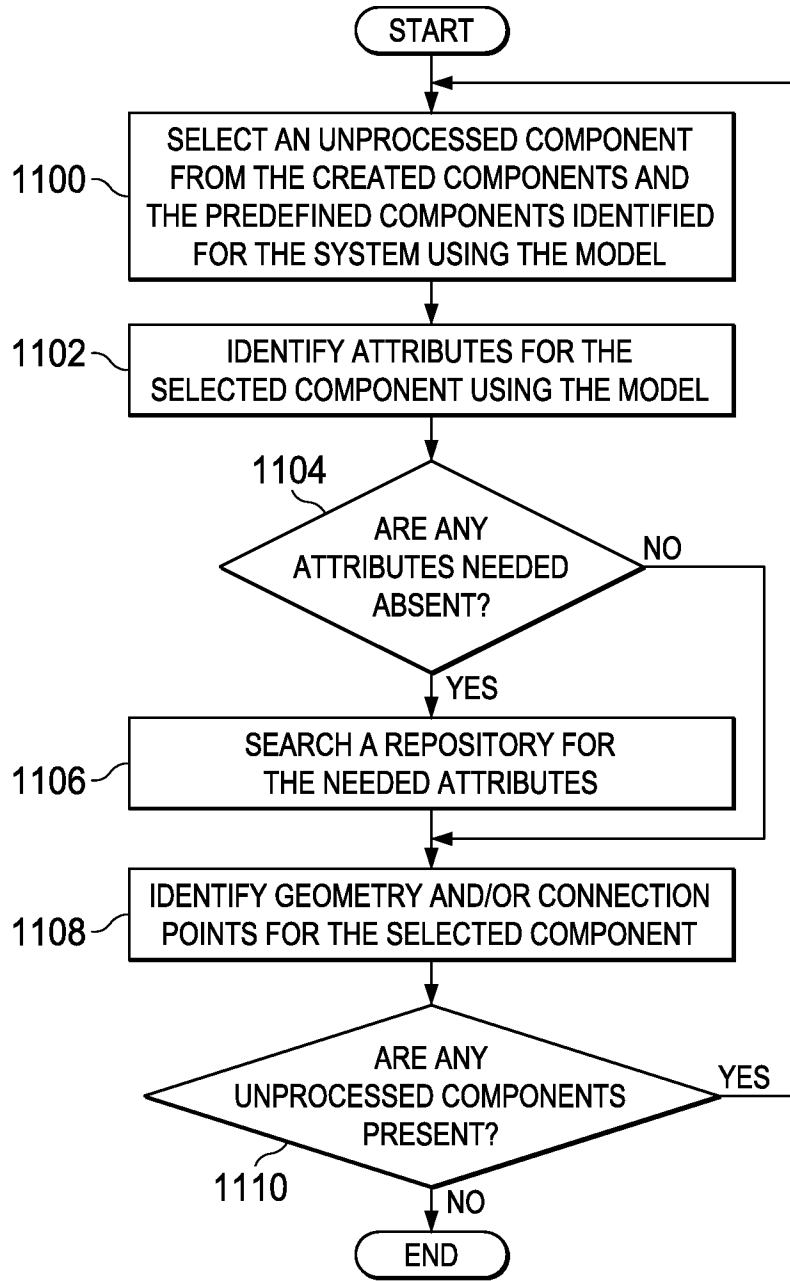 START
SELECT AN UNPROCESSED COMPONENT
FROM THE CREATED COMPONENTS AND
THE PREDEFINED COMPONENTS IDENTIFIED
FOR THE SYSTEM USING THE MODEL
1100
IDENTIFY ATTRIBUTES FOR THE
SELECTED COMPONENT USING THE MODEL
1102
1104
ARE ANY
ATTRIBUTES NEEDED
ABSENT?
NO
YES
SEARCH A REPOSITORY FOR
THE NEEDED ATTRIBUTES
1106
IDENTIFY GEOMETRY AND/OR CONNECTION
POINTS FOR THE SELECTED COMPONENT
1108
ARE ANY
UNPROCESSED COMPONENTS
PRESENT?
YES
1110
NO
END